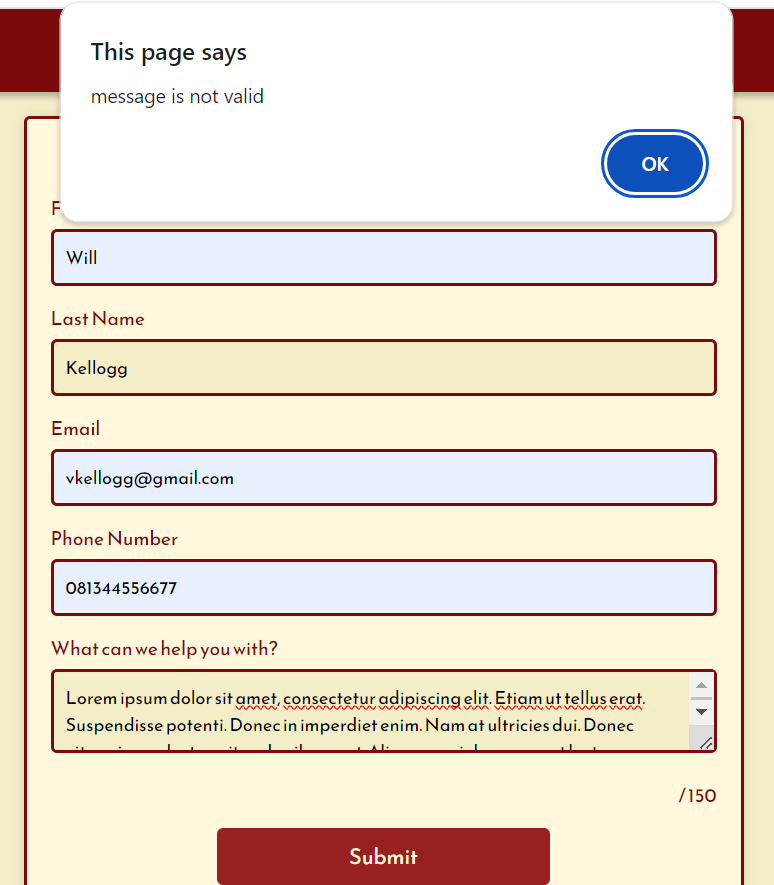 This page says
message is not valid
OK
Will
Last Name
Kellogg
Email
vkellogg@gmail.com
Phone Number
081344556677
What can we help you with?
Lorem ipsum dolor sit amet, consectetur adipiscing elit. Etiam ut tellus erat.
Suspendisse potenti. Donec in imperdiet enim. Nam at ultricies dui. Donec
/150
Submit